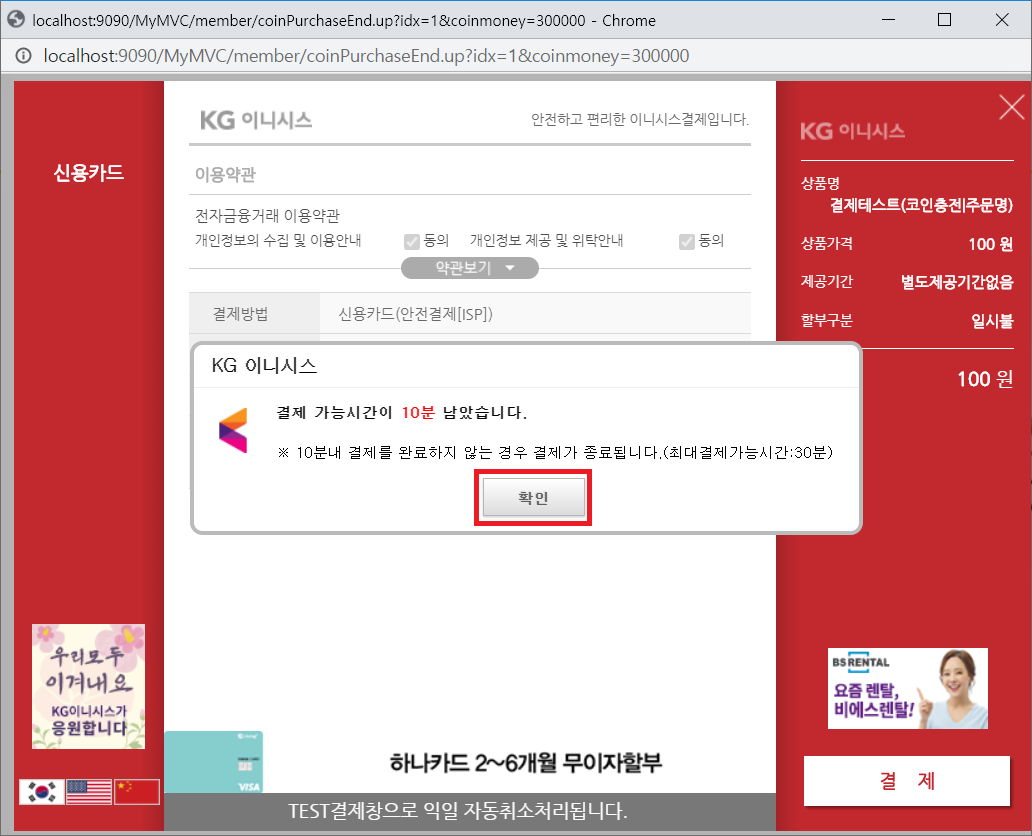 localhost:9090/MyMVC/member/coinPurchaseEnd.up?idx=1&coinmoney=300000 - Chrome
localhost:9090/MyMVC/member/coinPurchaseEnd.up?idx=1&coinmoney=300000
신용카드
KG 이니시스
안전하고 편리한 이니시스결제입니다.
이용약관
전자금융거래 이용약관
개인정보의 수집 및 이용안내 동의 개인정보 제공 및 위탁안내 동의
약관보기
결제방법 신용카드(안전결제[ISP])
KG 이니시스
결제 가능시간이 10분 남았습니다.
※ 10분내 결제를 완료하지 않는 경우 결제가 종료됩니다.(최대결제가능시간:30분)
확인
KG 이니시스
상품명
결제테스트(코인충전|주문명)
상품가격 100 원
제공기간 별도제공기간없음
할부구분 일시불
100 원
우리모두
이겨내요
KG이니시스가
응원합니다
BS RENTAL
요즘 렌탈,
비에스렌탈!
VISA
하나카드 2~6개월 무이자할부
결 제
TEST결제창으로 익일 자동취소처리됩니다.